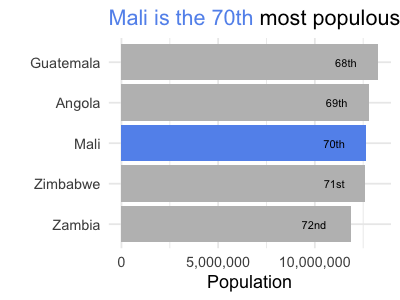 Mali is the 70th most populous
Guatemala 68th
Angola 69th
Mali 70th
Zimbabwe 71st
Zambia 72nd
0 5,000,000 10,000,000
Population